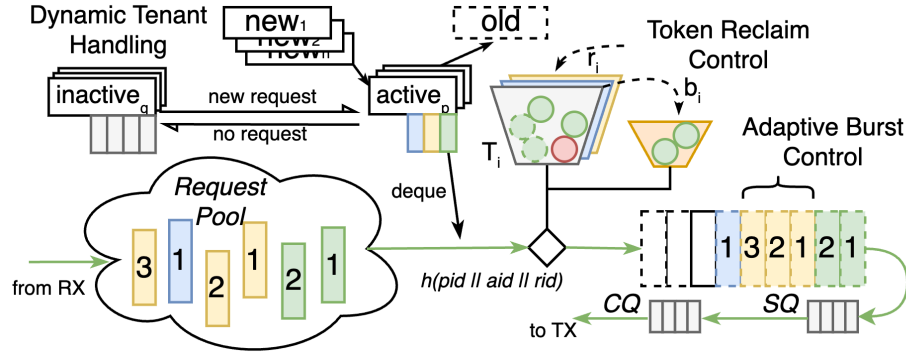 Dynamic Tenant
Handling
new1
new2
newn
old
Token Reclaim
Control
ri
bi
inactiveq
new request
no request
activep
Ti
Adaptive Burst
Control
deque
Request
Pool
3
1
2
1
2
1
from RX
h(pid || aid || rid)
1 3 2 1 2 1
CQ
SQ
to TX